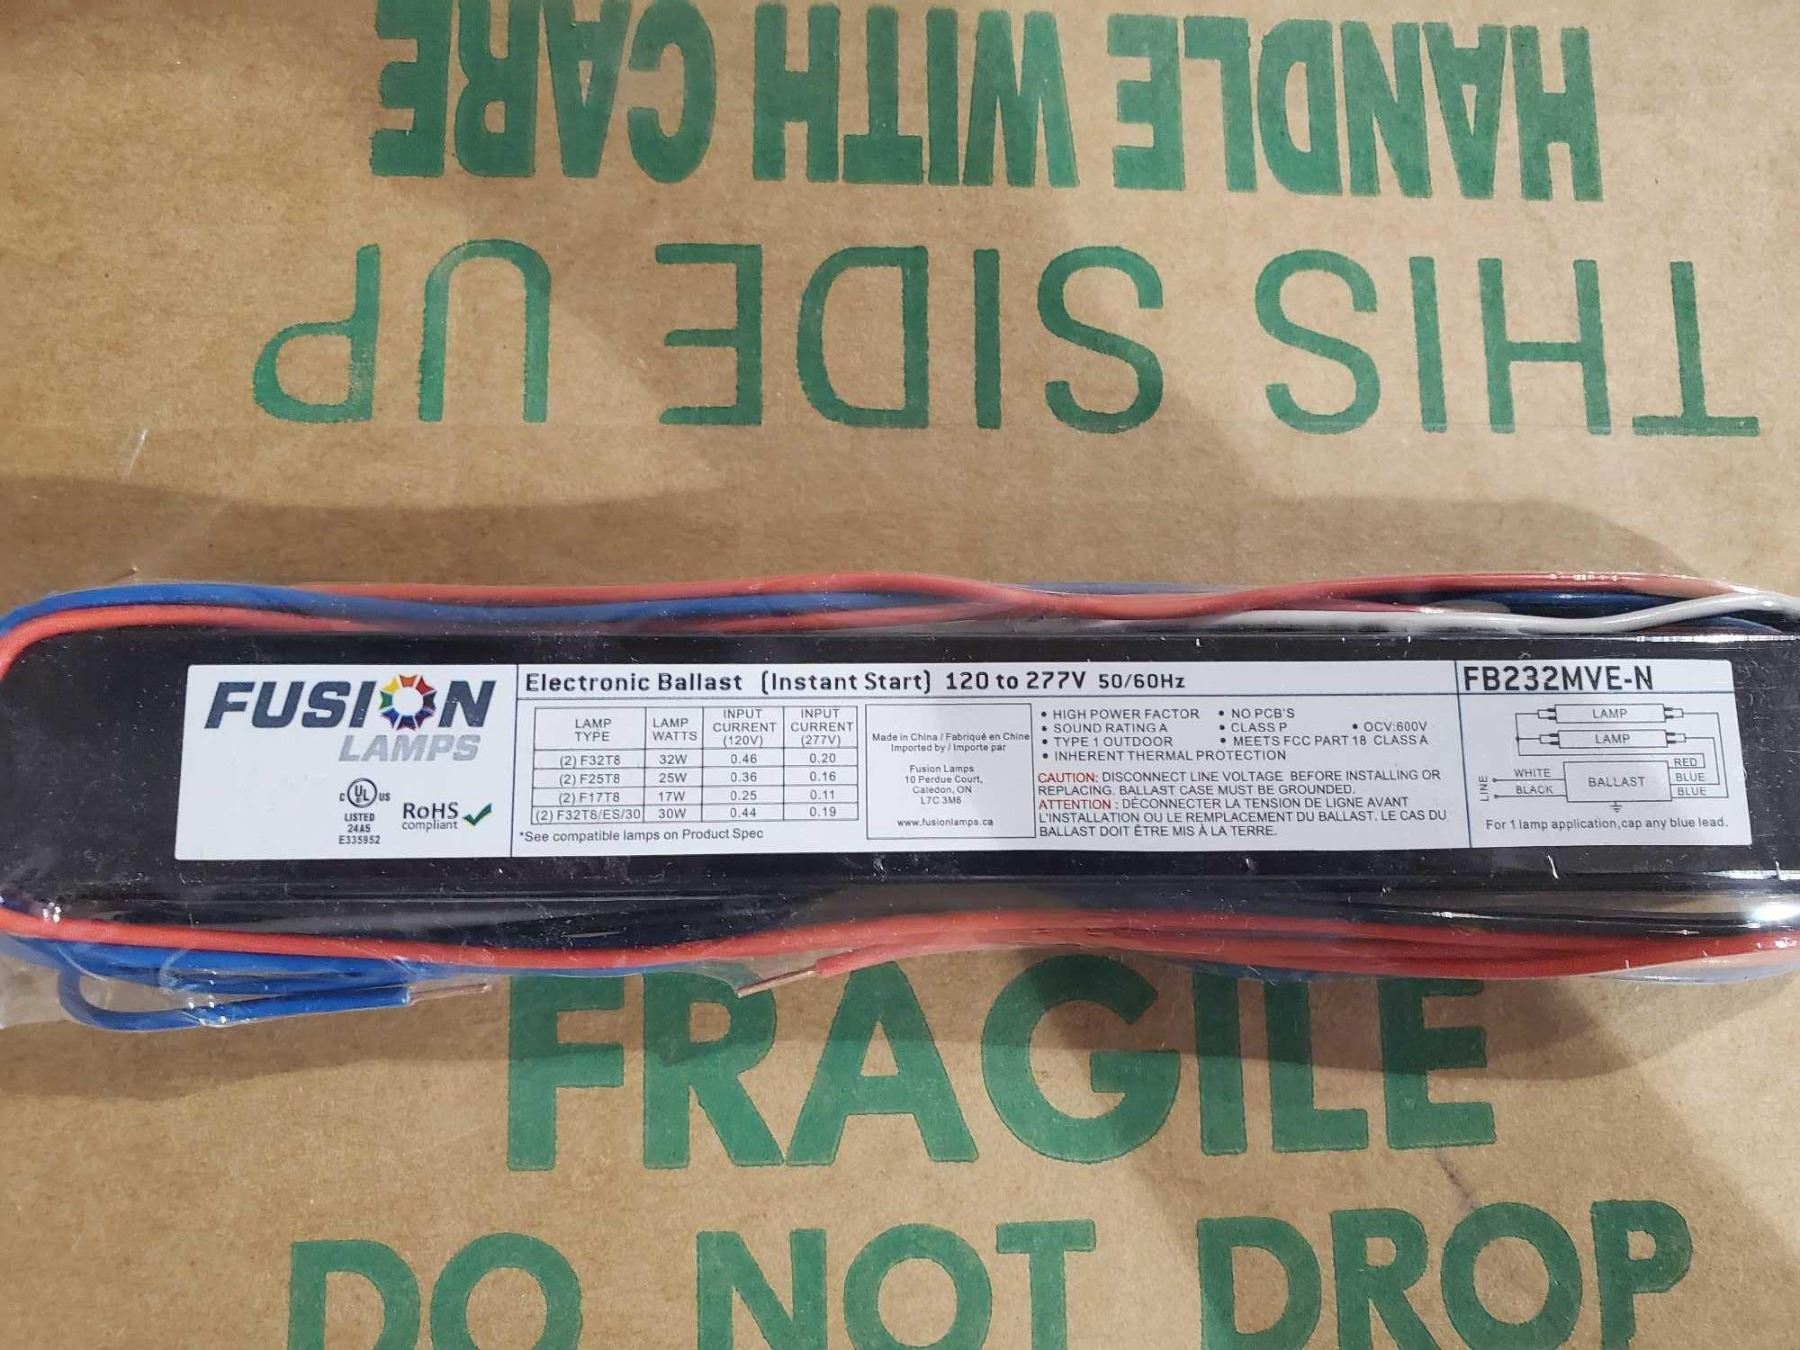 HANDLE WITH CARE
THIS SIDE UP
FUSION
LAMPS
C UL US
LISTED
24A5
E335952
RoHS
compliant
Electronic Ballast (Instant Start) 120 to 277V 50/60Hz
LAMP TYPE LAMP WATTS INPUT CURRENT (120V) INPUT CURRENT (277V)
(2) F32T8 32W 0.46 0.20
(2) F25T8 25W 0.36 0.16
(2) F17T8 17W 0.25 0.11
(2) F32T8/ES/30 30W 0.44 0.19
*See compatible lamps on Product Spec
Made in China / Fabriqué en Chine
Imported by / Importe par
Fusion Lamps
10 Perdue Court,
Caledon, ON
L7C 3M6
www.fusionlamps.ca
• HIGH POWER FACTOR • NO PCB'S
• SOUND RATING A • CLASS P • OCV:600V
• TYPE 1 OUTDOOR • MEETS FCC PART 18 CLASS A
• INHERENT THERMAL PROTECTION
CAUTION: DISCONNECT LINE VOLTAGE BEFORE INSTALLING OR
REPLACING. BALLAST CASE MUST BE GROUNDED.
ATTENTION : DÉCONNECTER LA TENSION DE LIGNE AVANT
L'INSTALLATION OU LE REMPLACEMENT DU BALLAST. LE CAS DU
BALLAST DOIT ÊTRE MIS À LA TERRE.
FB232MVE-N
LAMP
LAMP
LINE
WHITE
BLACK
BALLAST
RED
BLUE
BLUE
For 1 lamp application,cap any blue lead.
FRAGILE
DO NOT DROP